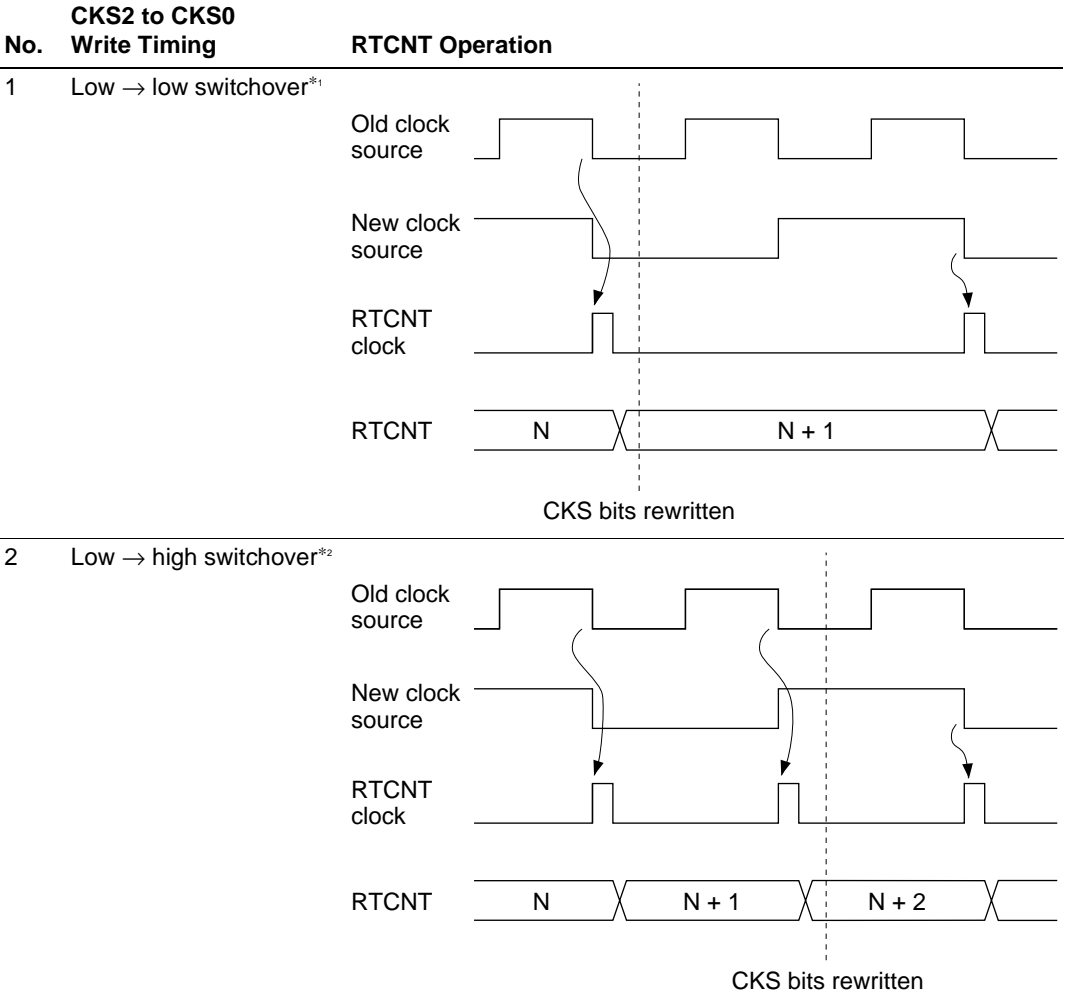 CKS2 to CKS0
No. Write Timing RTCNT Operation
1 Low → low switchover*1
Old clock
source
New clock
source
RTCNT
clock
RTCNT N N + 1
CKS bits rewritten
2 Low → high switchover*2
Old clock
source
New clock
source
RTCNT
clock
RTCNT N N + 1 N + 2
CKS bits rewritten